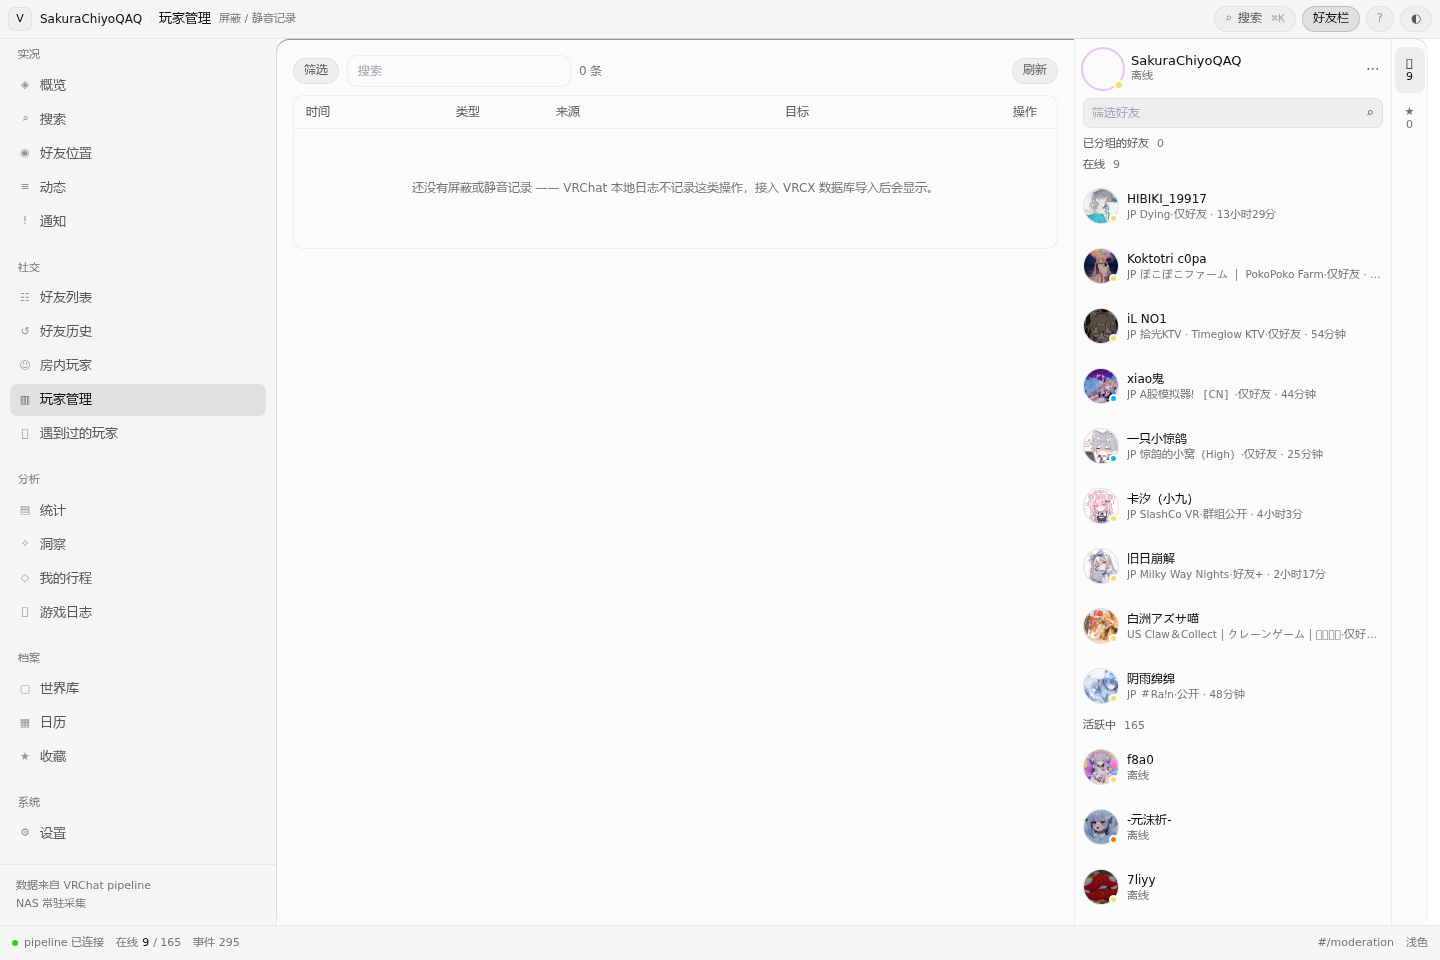 V SakuraChiyoQAQ 玩家管理 屏蔽 / 静音记录
搜索 ⌘K 好友栏 ?
实况
概览
搜索
好友位置
动态
通知
社交
好友列表
好友历史
房内玩家
玩家管理
遇到过的玩家
分析
统计
洞察
我的行程
游戏日志
档案
世界库
日历
收藏
系统
设置
数据来自 VRChat pipeline
NAS 常驻采集
筛选 搜索 0 条 刷新
时间 类型 来源 目标 操作
还没有屏蔽或静音记录 —— VRChat 本地日志不记录这类操作，接入 VRCX 数据库导入后会显示。
SakuraChiyoQAQ
离线
筛选好友
已分组的好友 0
在线 9
HIBIKI_19917
JP Dying·仅好友 · 13小时29分
Koktotri c0pa
JP ぽこぽこファーム ｜ PokoPoko Farm·仅好友 · …
iL NO1
JP 拾光KTV · Timeglow KTV·仅好友 · 54分钟
xiao鬼
JP A股模拟器！［CN］·仅好友 · 44分钟
一只小惊鸽
JP 惊鸽的小窝（High）·仅好友 · 25分钟
卡汐（小九）
JP SlashCo VR·群组公开 · 4小时3分
旧日崩解
JP Milky Way Nights·好友+ · 2小时17分
白洲アズサ喵
US Claw＆Collect｜クレーンゲーム｜·仅好…
阴雨绵绵
JP ＃Ra!n·公开 · 48分钟
活跃中 165
f8a0
离线
-元沫祈-
离线
7liyy
离线
9
★
0
pipeline 已连接 在线 9 / 165 事件 295
#/moderation 浅色